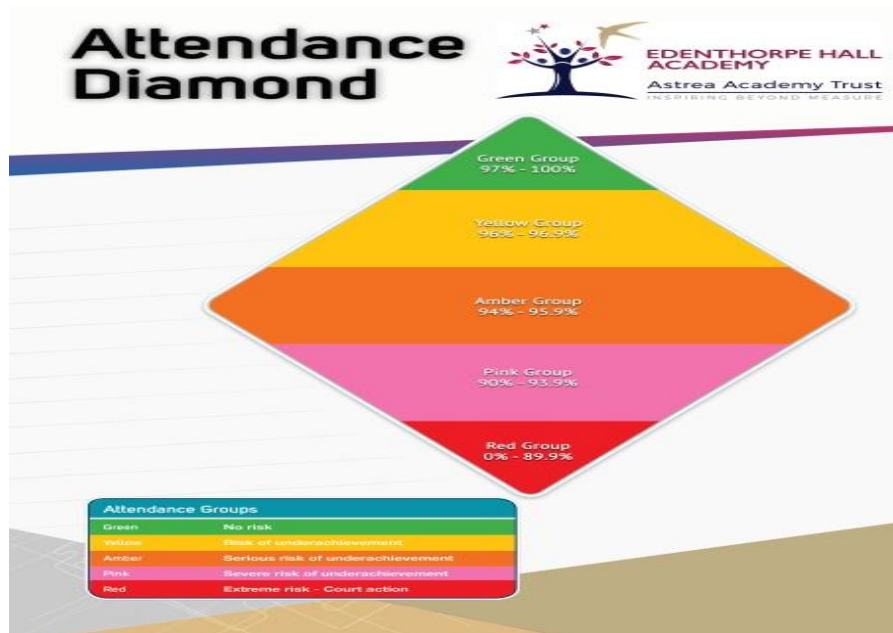 Attendance
Diamond
EDENTHORPE HALL
ACADEMY
Astrea Academy Trust
INSPIRING BEYOND MEASURE
Green Group
97% - 100%
Yellow Group
96% - 96.9%
Amber Group
94% - 95.9%
Pink Group
90% - 93.9%
Red Group
0% - 89.9%
Attendance Groups
Green No risk
Yellow Risk of underachievement
Amber Serious risk of underachievement
Pink Severe risk of underachievement
Red Extreme risk - Court action